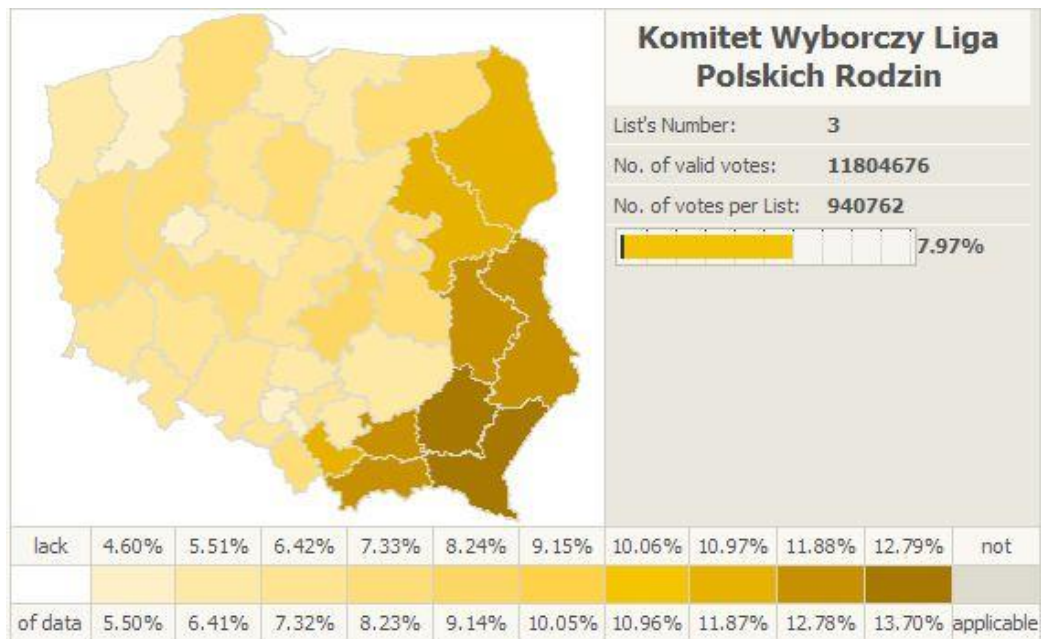 Komitet Wyborczy Liga
Polskich Rodzin
List's Number: 3
No. of valid votes: 11804676
No. of votes per List: 940762
7.97%
lack 4.60% 5.51% 6.42% 7.33% 8.24% 9.15% 10.06% 10.97% 11.88% 12.79% not
of data 5.50% 6.41% 7.32% 8.23% 9.14% 10.05% 10.96% 11.87% 12.78% 13.70% applicable